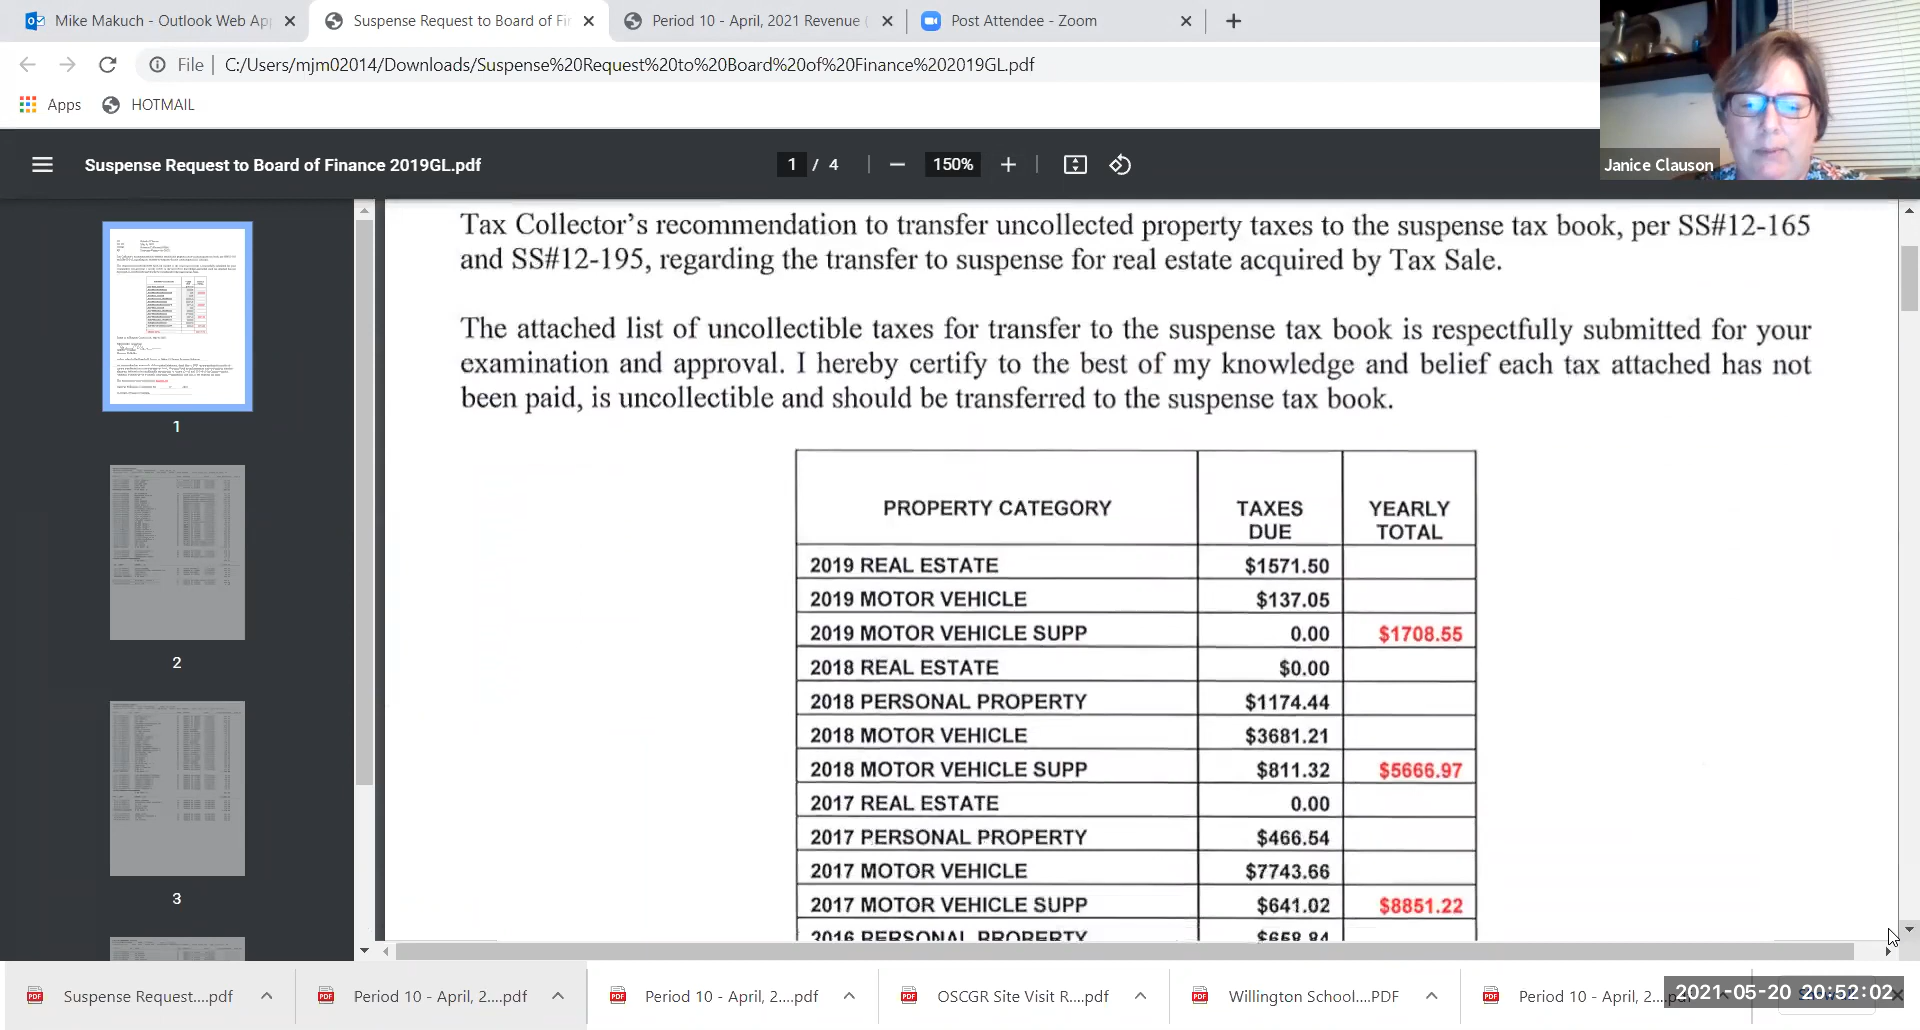 Mike Makuch - Outlook Web Ap
Suspense Request to Board of Fi
Period 10 - April, 2021 Revenue
Post Attendee - Zoom
File
C:/Users/mjm02014/Downloads/Suspense%20Request%20to%20Board%20of%20Finance%202019GL.pdf
Apps
HOTMAIL
Janice Clauson
Suspense Request to Board of Finance 2019GL.pdf
1 / 4
150%
1
2
3
Tax Collector's recommendation to transfer uncollected property taxes to the suspense tax book, per SS#12-165
and SS#12-195, regarding the transfer to suspense for real estate acquired by Tax Sale.
The attached list of uncollectible taxes for transfer to the suspense tax book is respectfully submitted for your
examination and approval. I hereby certify to the best of my knowledge and belief each tax attached has not
been paid, is uncollectible and should be transferred to the suspense tax book.
PROPERTY CATEGORY TAXES DUE YEARLY TOTAL
2019 REAL ESTATE $1571.50
2019 MOTOR VEHICLE $137.05
2019 MOTOR VEHICLE SUPP 0.00 $1708.55
2018 REAL ESTATE $0.00
2018 PERSONAL PROPERTY $1174.44
2018 MOTOR VEHICLE $3681.21
2018 MOTOR VEHICLE SUPP $811.32 $5666.97
2017 REAL ESTATE 0.00
2017 PERSONAL PROPERTY $466.54
2017 MOTOR VEHICLE $7743.66
2017 MOTOR VEHICLE SUPP $641.02 $8851.22
2016 PERSONAL PROPERTY $658.84
Suspense Request....pdf
Period 10 - April, 2....pdf
Period 10 - April, 2....pdf
OSCGR Site Visit R....pdf
Willington School....PDF
Period 10 - April, 2....pdf
2021-05-20 20:52:02